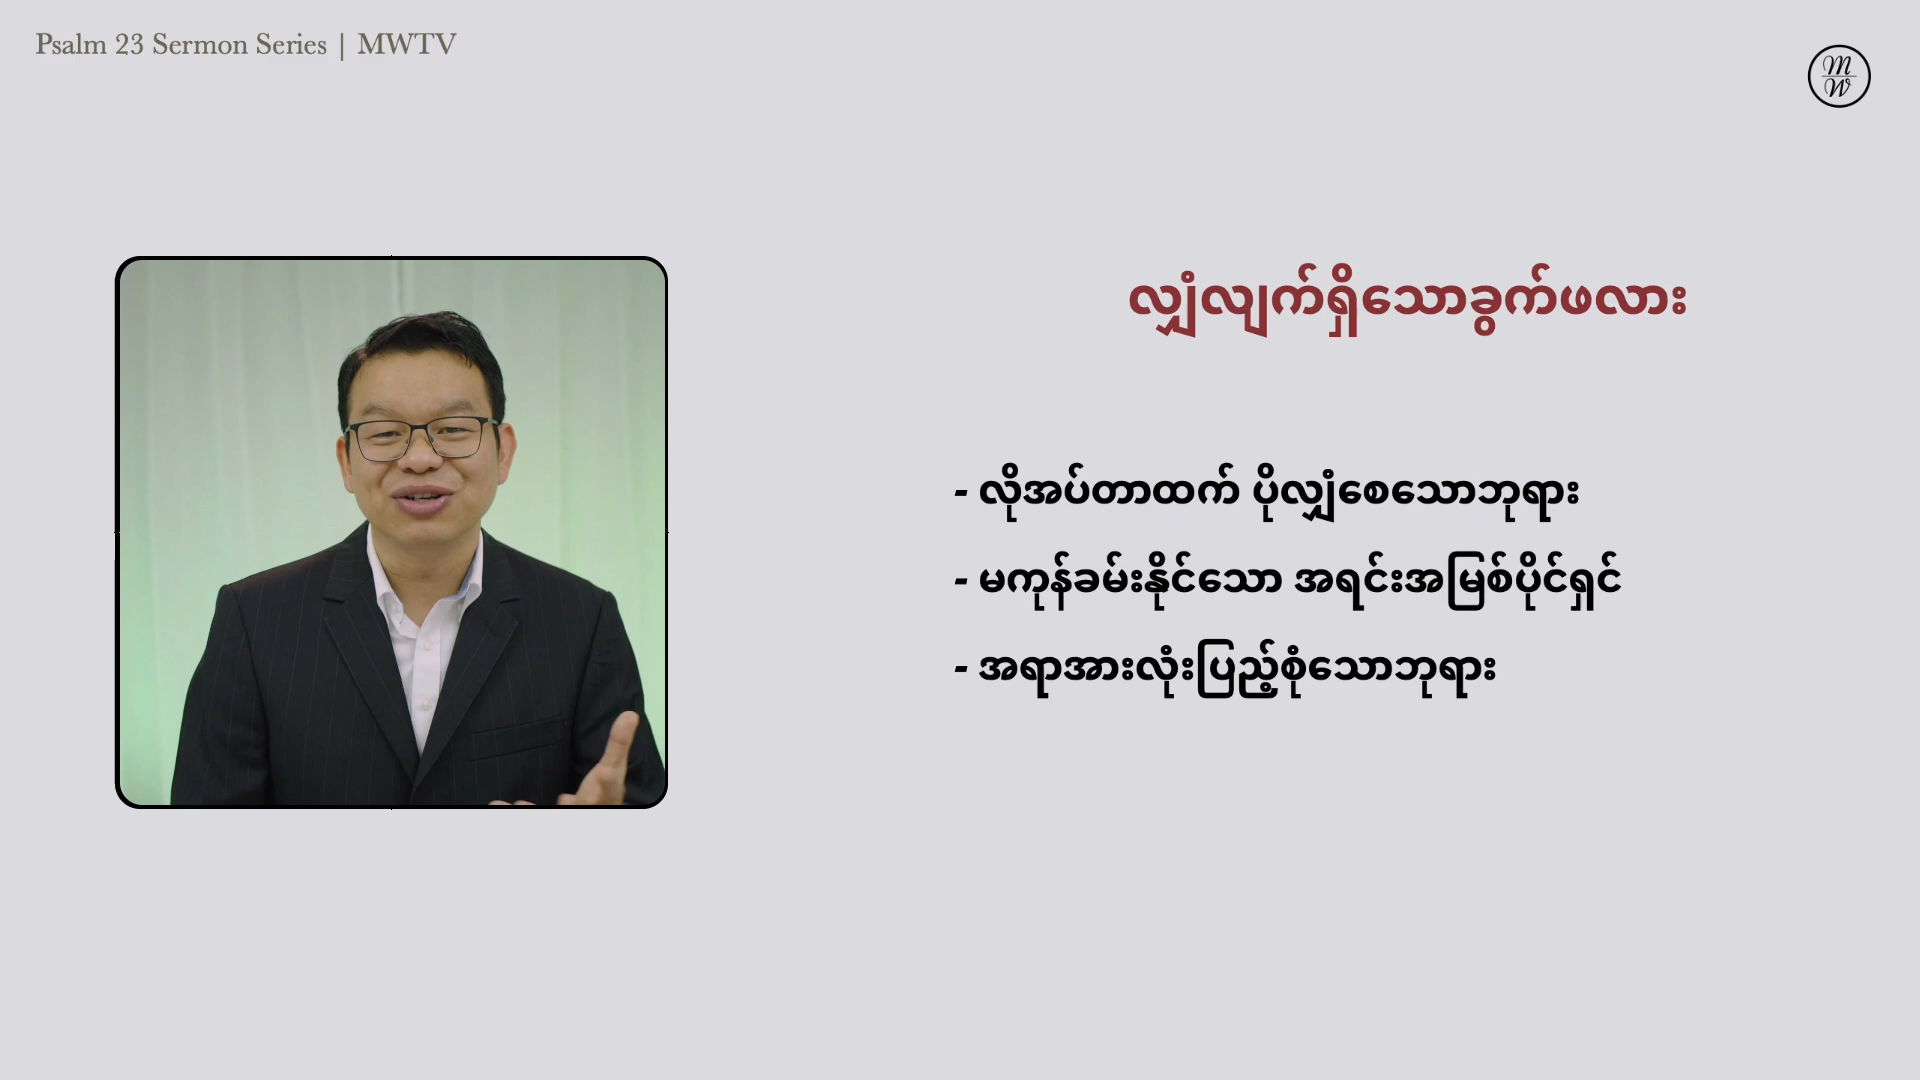 Psalm 23 Sermon Series | MWTV
M
W
လျှံလျက်ရှိသောခွက်ဖလား
- လိုအပ်တာထက် ပိုလျှံစေသောဘုရား
- မကုန်ခမ်းနိုင်သော အရင်းအမြစ်ပိုင်ရှင်
- အရာအားလုံးပြည့်စုံသောဘုရား